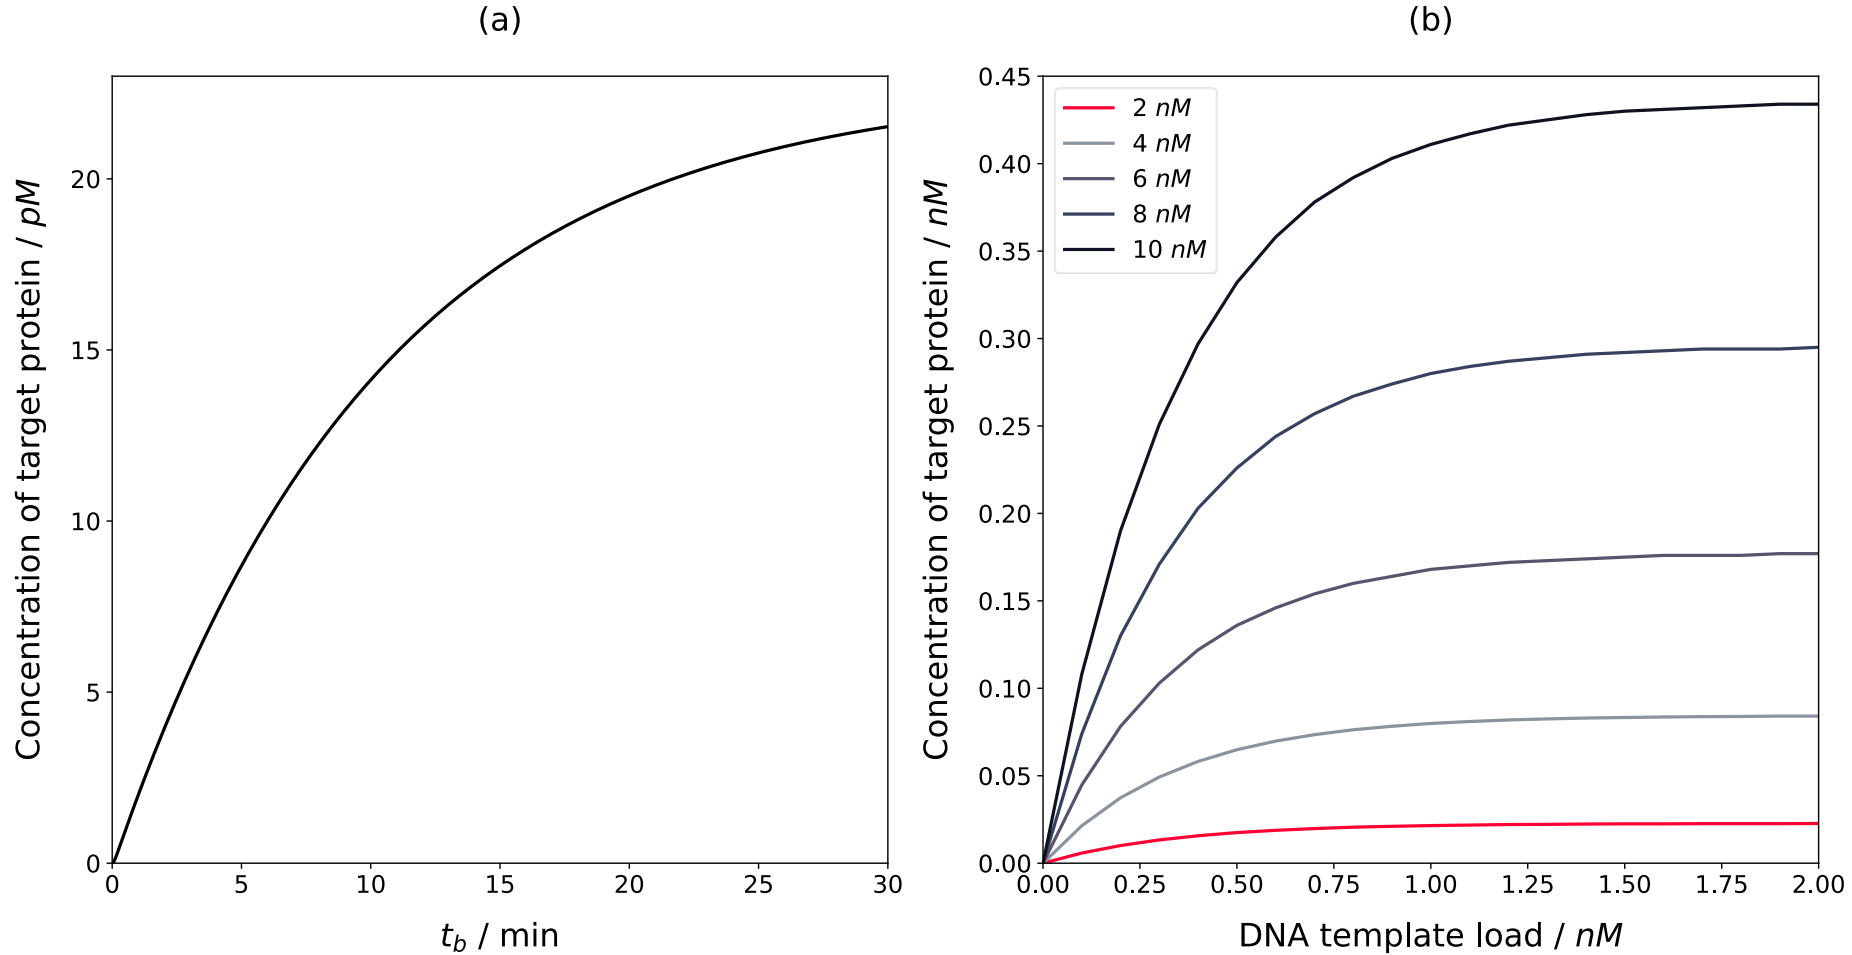 (a)
Concentration of target protein / pM
20
15
10
5
0
0 5 10 15 20 25 30
t_b / min
(b)
Concentration of target protein / nM
0.45
0.40
0.35
0.30
0.25
0.20
0.15
0.10
0.05
0.00
2 nM
4 nM
6 nM
8 nM
10 nM
0.00 0.25 0.50 0.75 1.00 1.25 1.50 1.75 2.00
DNA template load / nM